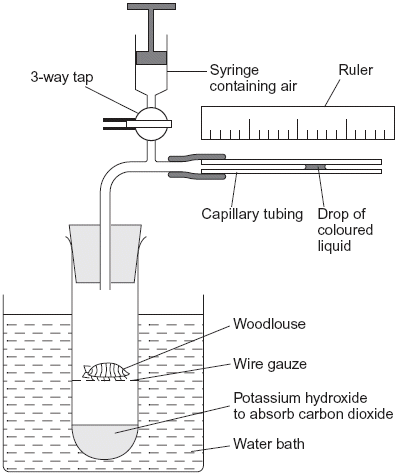 3-way tap
Syringe
containing air
Ruler
Capillary tubing
Drop of
coloured
liquid
Woodlouse
Wire gauze
Potassium hydroxide
to absorb carbon dioxide
Water bath